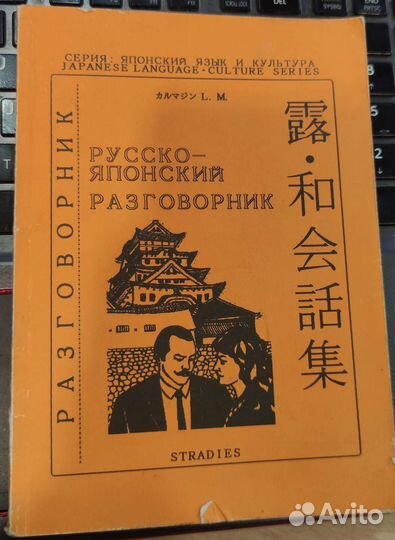 СЕРИЯ: ЯПОНСКИЙ ЯЗЫК И КУЛЬТУРА
JAPANESE LANGUAGE・CULTURE SERIES
カルマジン L. M.
РУССКО-
ЯПОНСКИЙ
РАЗГОВОРНИК
露・和会話集
РАЗГОВОРНИК
STRADIES
Avito